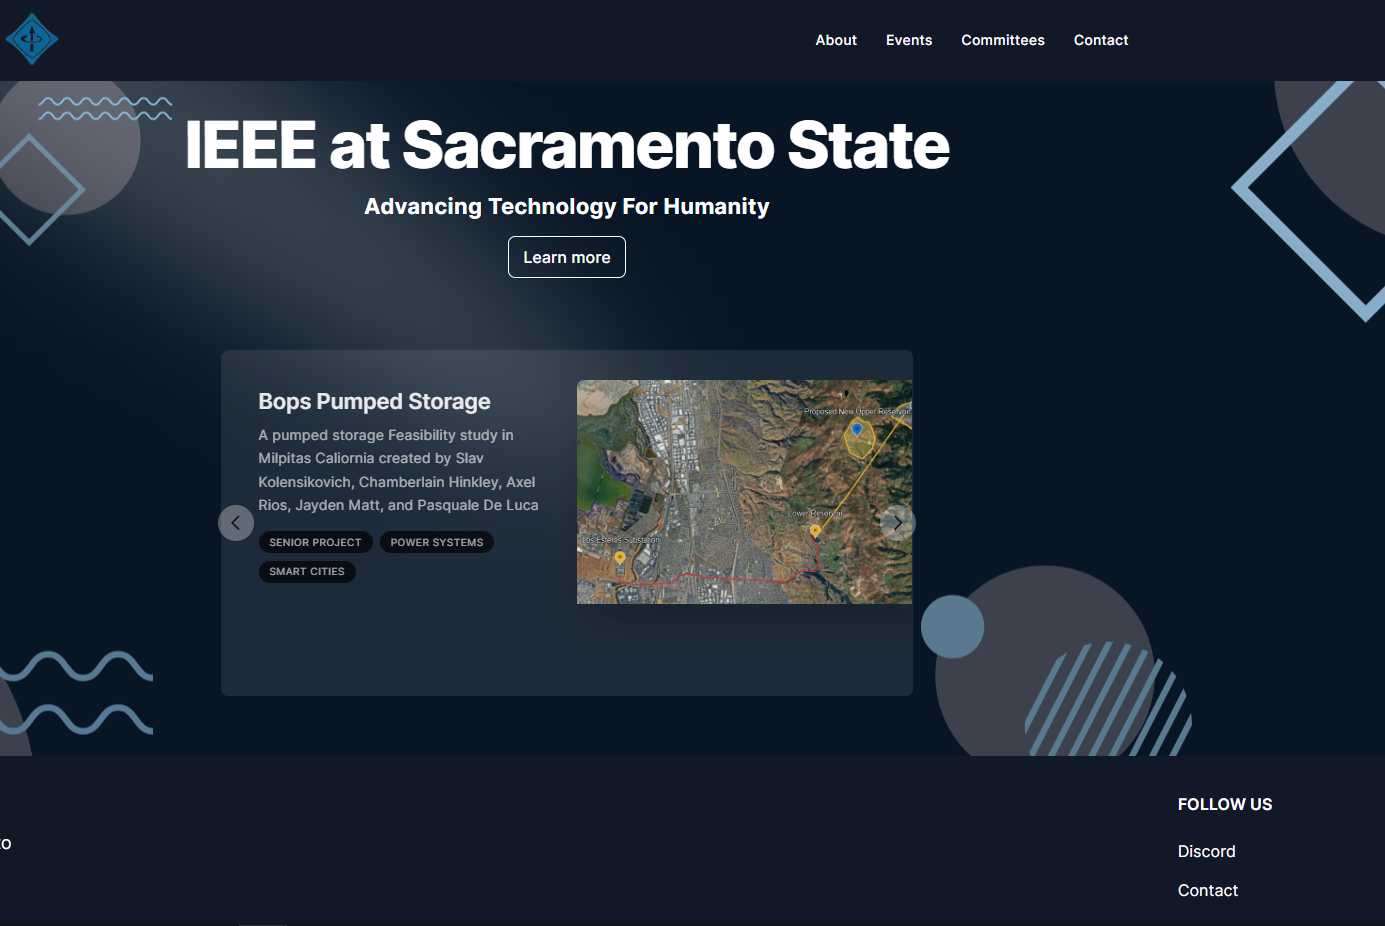 About Events Committees Contact
IEEE at Sacramento State
Advancing Technology For Humanity
Learn more
Bops Pumped Storage
A pumped storage Feasibility study in
Milpitas Caliornia created by Slav
Kolensikovich, Chamberlain Hinkley, Axel
Rios, Jayden Matt, and Pasquale De Luca
SENIOR PROJECT POWER SYSTEMS
SMART CITIES
Proposed New Upper Reservoir
Lower Reservoir
Los Esteros Substation
FOLLOW US
Discord
Contact